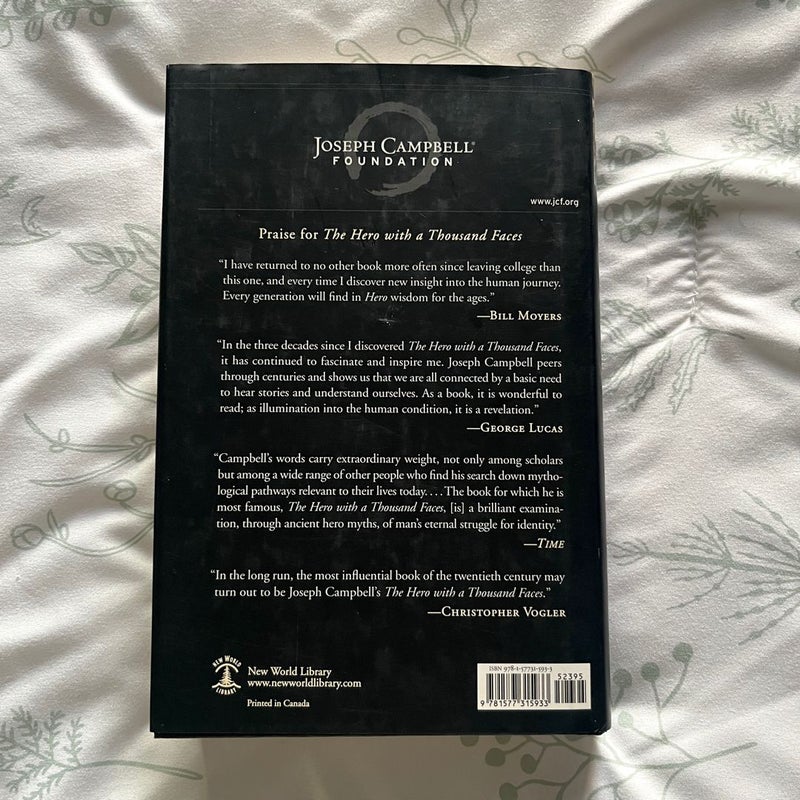 JOSEPH CAMPBELL®
FOUNDATION
www.jcf.org
Praise for The Hero with a Thousand Faces
“I have returned to no other book more often since leaving college than
this one, and every time I discover new insight into the human journey.
Every generation will find in Hero wisdom for the ages.”
—BILL MOYERS
“In the three decades since I discovered The Hero with a Thousand Faces,
it has continued to fascinate and inspire me. Joseph Campbell peers
through centuries and shows us that we are all connected by a basic need
to hear stories and understand ourselves. As a book, it is wonderful to
read; as illumination into the human condition, it is a revelation.”
—GEORGE LUCAS
“Campbell’s words carry extraordinary weight, not only among scholars
but among a wide range of other people who find his search down mytho-
logical pathways relevant to their lives today. . . . The book for which he is
most famous, The Hero with a Thousand Faces, [is] a brilliant examina-
tion, through ancient hero myths, of man’s eternal struggle for identity.”
—TIME
“In the long run, the most influential book of the twentieth century may
turn out to be Joseph Campbell’s The Hero with a Thousand Faces.”
—CHRISTOPHER VOGLER
NEW WORLD
LIBRARY
New World Library
www.newworldlibrary.com
Printed in Canada
ISBN 978-1-57731-593-3
52395
9 781577 315933